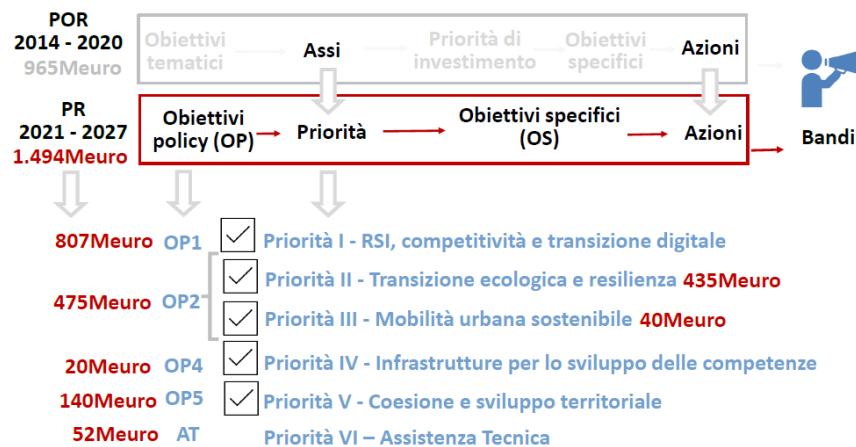 POR
2014 - 2020
965Meuro
Obiettivi
tematici
Assi
Priorità di
investimento
Obiettivi
specifici
Azioni
PR
2021 - 2027
1.494Meuro
Obiettivi
policy (OP)
Priorità
Obiettivi specifici
(OS)
Azioni
Bandi
807Meuro OP1 Priorità I - RSI, competitività e transizione digitale
Priorità II - Transizione ecologica e resilienza 435Meuro
475Meuro OP2
Priorità III - Mobilità urbana sostenibile 40Meuro
20Meuro OP4 Priorità IV - Infrastrutture per lo sviluppo delle competenze
140Meuro OP5 Priorità V - Coesione e sviluppo territoriale
52Meuro AT Priorità VI – Assistenza Tecnica